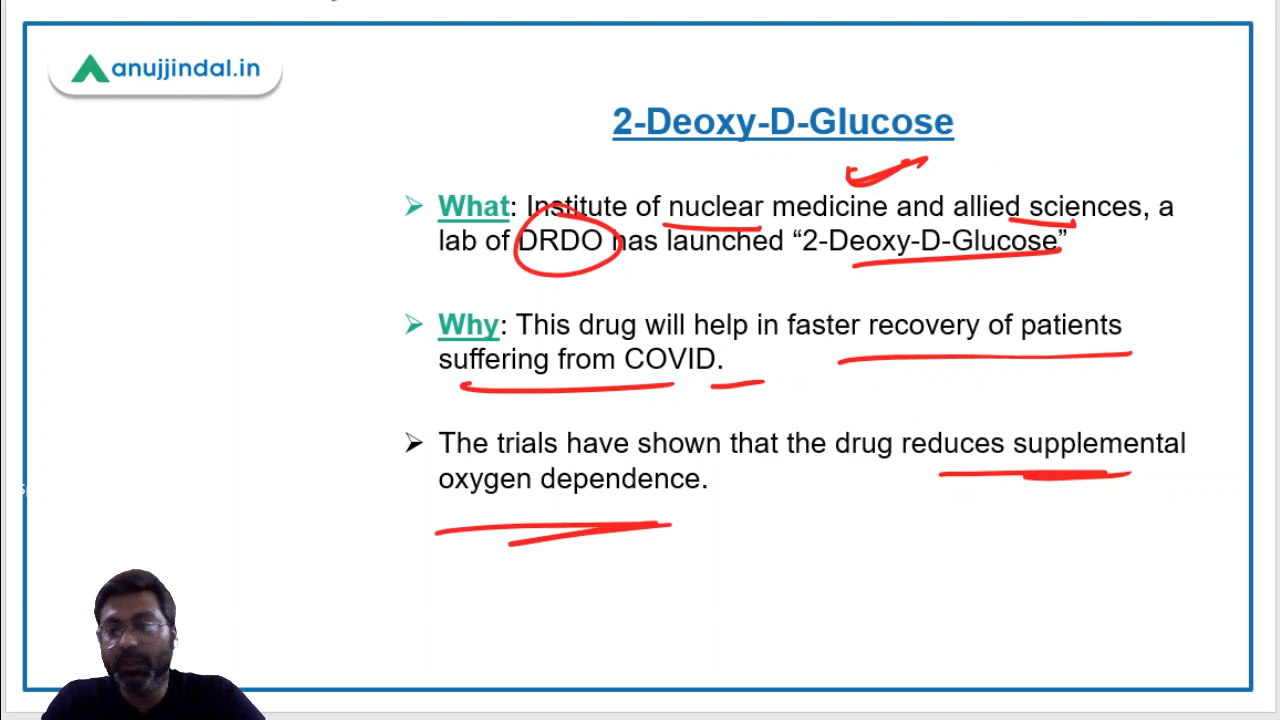 anujjindal.in
2-Deoxy-D-Glucose
What: Institute of nuclear medicine and allied sciences, a
lab of DRDO has launched “2-Deoxy-D-Glucose”
Why: This drug will help in faster recovery of patients
suffering from COVID.
The trials have shown that the drug reduces supplemental
oxygen dependence.